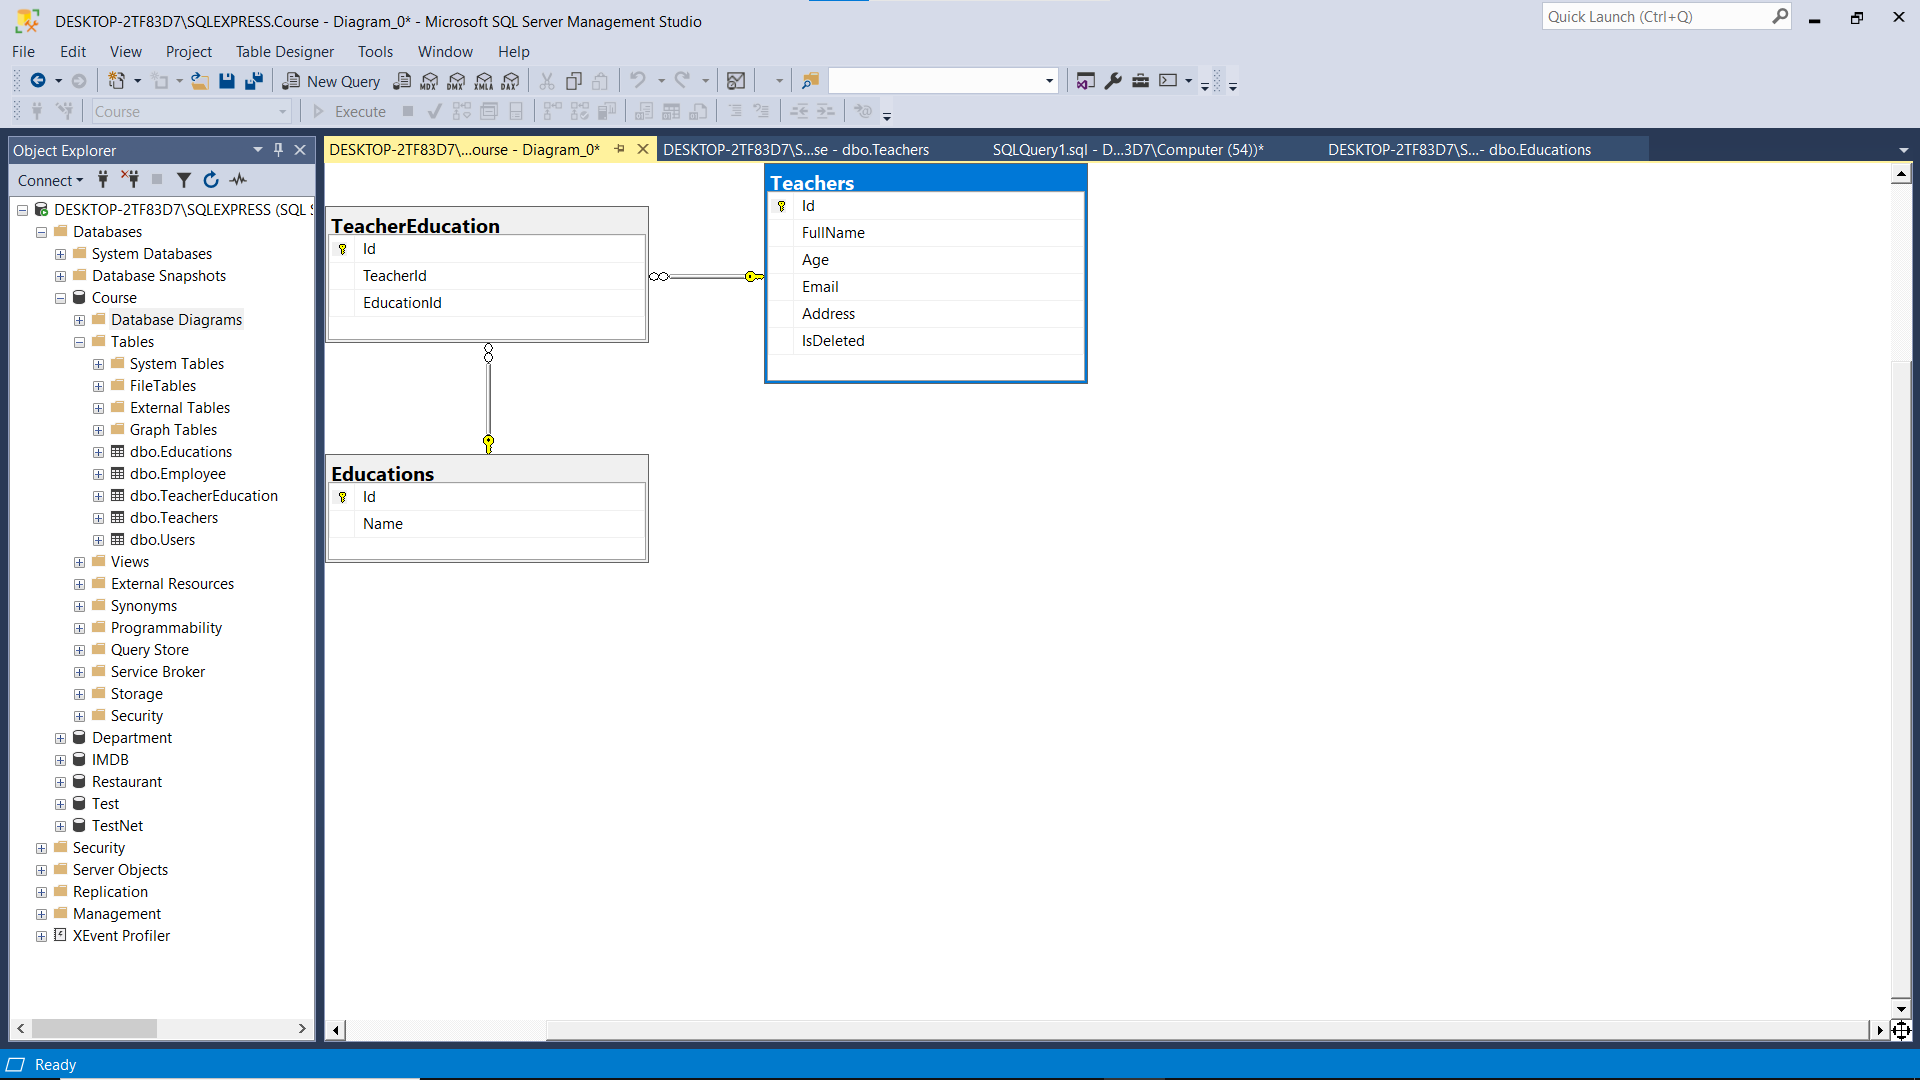 DESKTOP-2TF83D7\SQLEXPRESS.Course - Diagram_0* - Microsoft SQL Server Management Studio
Quick Launch (Ctrl+Q)
File Edit View Project Table Designer Tools Window Help
New Query MDX DMX XMLA DAX
Course Execute
Object Explorer
DESKTOP-2TF83D7\...ourse - Diagram_0* DESKTOP-2TF83D7\S...se - dbo.Teachers SQLQuery1.sql - D...3D7\Computer (54))* DESKTOP-2TF83D7\S...- dbo.Educations
Connect
DESKTOP-2TF83D7\SQLEXPRESS (SQL S
Databases
System Databases
Database Snapshots
Course
Database Diagrams
Tables
System Tables
FileTables
External Tables
Graph Tables
dbo.Educations
dbo.Employee
dbo.TeacherEducation
dbo.Teachers
dbo.Users
Views
External Resources
Synonyms
Programmability
Query Store
Service Broker
Storage
Security
Department
IMDB
Restaurant
Test
TestNet
Security
Server Objects
Replication
Management
XEvent Profiler
TeacherEducation
Id
TeacherId
EducationId
Teachers
Id
FullName
Age
Email
Address
IsDeleted
Educations
Id
Name
Ready